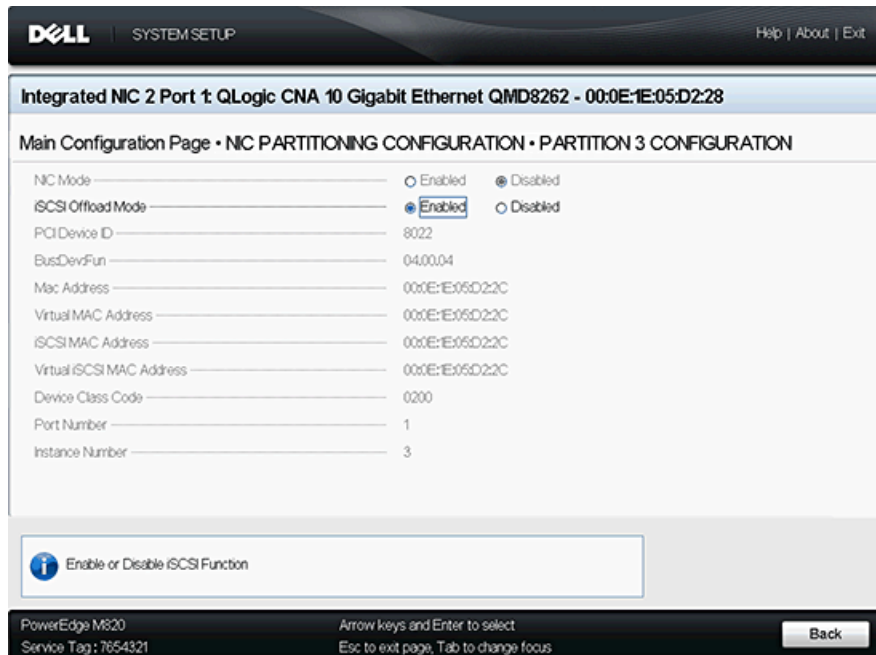 DELL SYSTEM SETUP Help | About | Exit
Integrated NIC 2 Port 1: QLogic CNA 10 Gigabit Ethernet QMD8262 - 00:0E:1E:05:D2:28
Main Configuration Page • NIC PARTITIONING CONFIGURATION • PARTITION 3 CONFIGURATION
NIC Mode Enabled Disabled
iSCSI Offload Mode Enabled Disabled
PCI Device ID 8022
BusDevFun 04:00:04
Mac Address 00:0E:1E:05:D2:2C
Virtual MAC Address 00:0E:1E:05:D2:2C
iSCSI MAC Address 00:0E:1E:05:D2:2C
Virtual iSCSI MAC Address 00:0E:1E:05:D2:2C
Device Class Code 0200
Port Number 1
Instance Number 3
Enable or Disable iSCSI Function
PowerEdge M820 Arrow keys and Enter to select
Service Tag : 7654321 Esc to exit page, Tab to change focus
Back